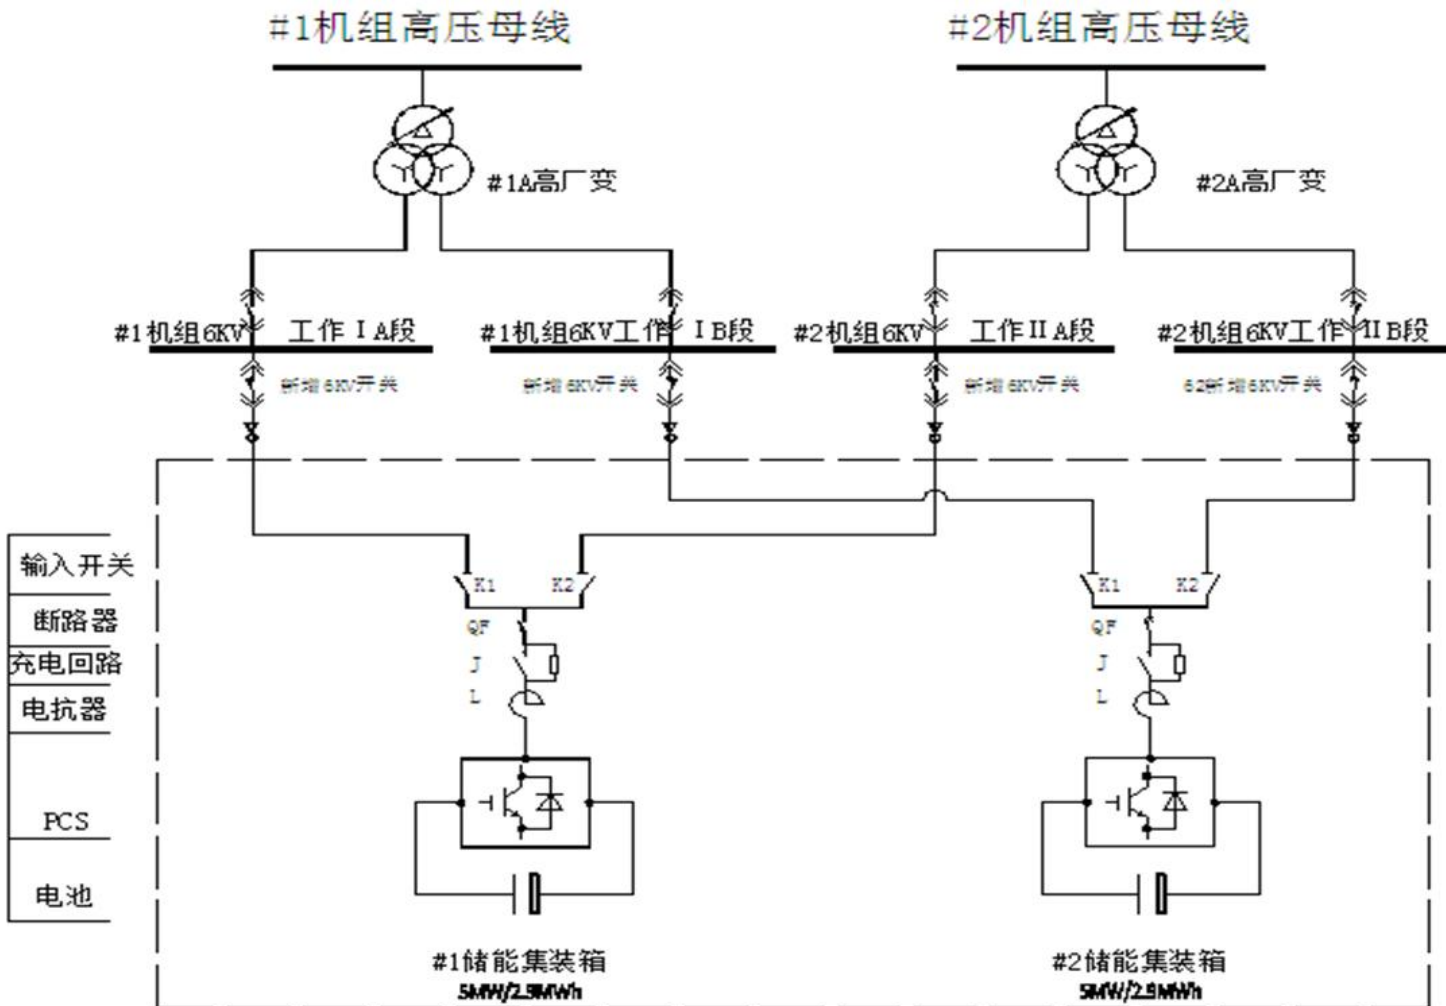 #1机组高压母线
#2机组高压母线
#1A高厂变
#2A高厂变
#1机组6KV 工作ⅠA段
#1机组6KV工作 ⅠB段
#2机组6KV 工作ⅡA段
#2机组6KV工作 ⅡB段
新增6KV开关
新增6KV开关
新增6KV开关
62新增6KV开关
输入开关
K1
K2
K1
K2
断路器
QF
QF
充电回路
J
J
电抗器
L
L
PCS
电池
#1储能集装箱
5MW/2.9MWh
#2储能集装箱
5MW/2.9MWh